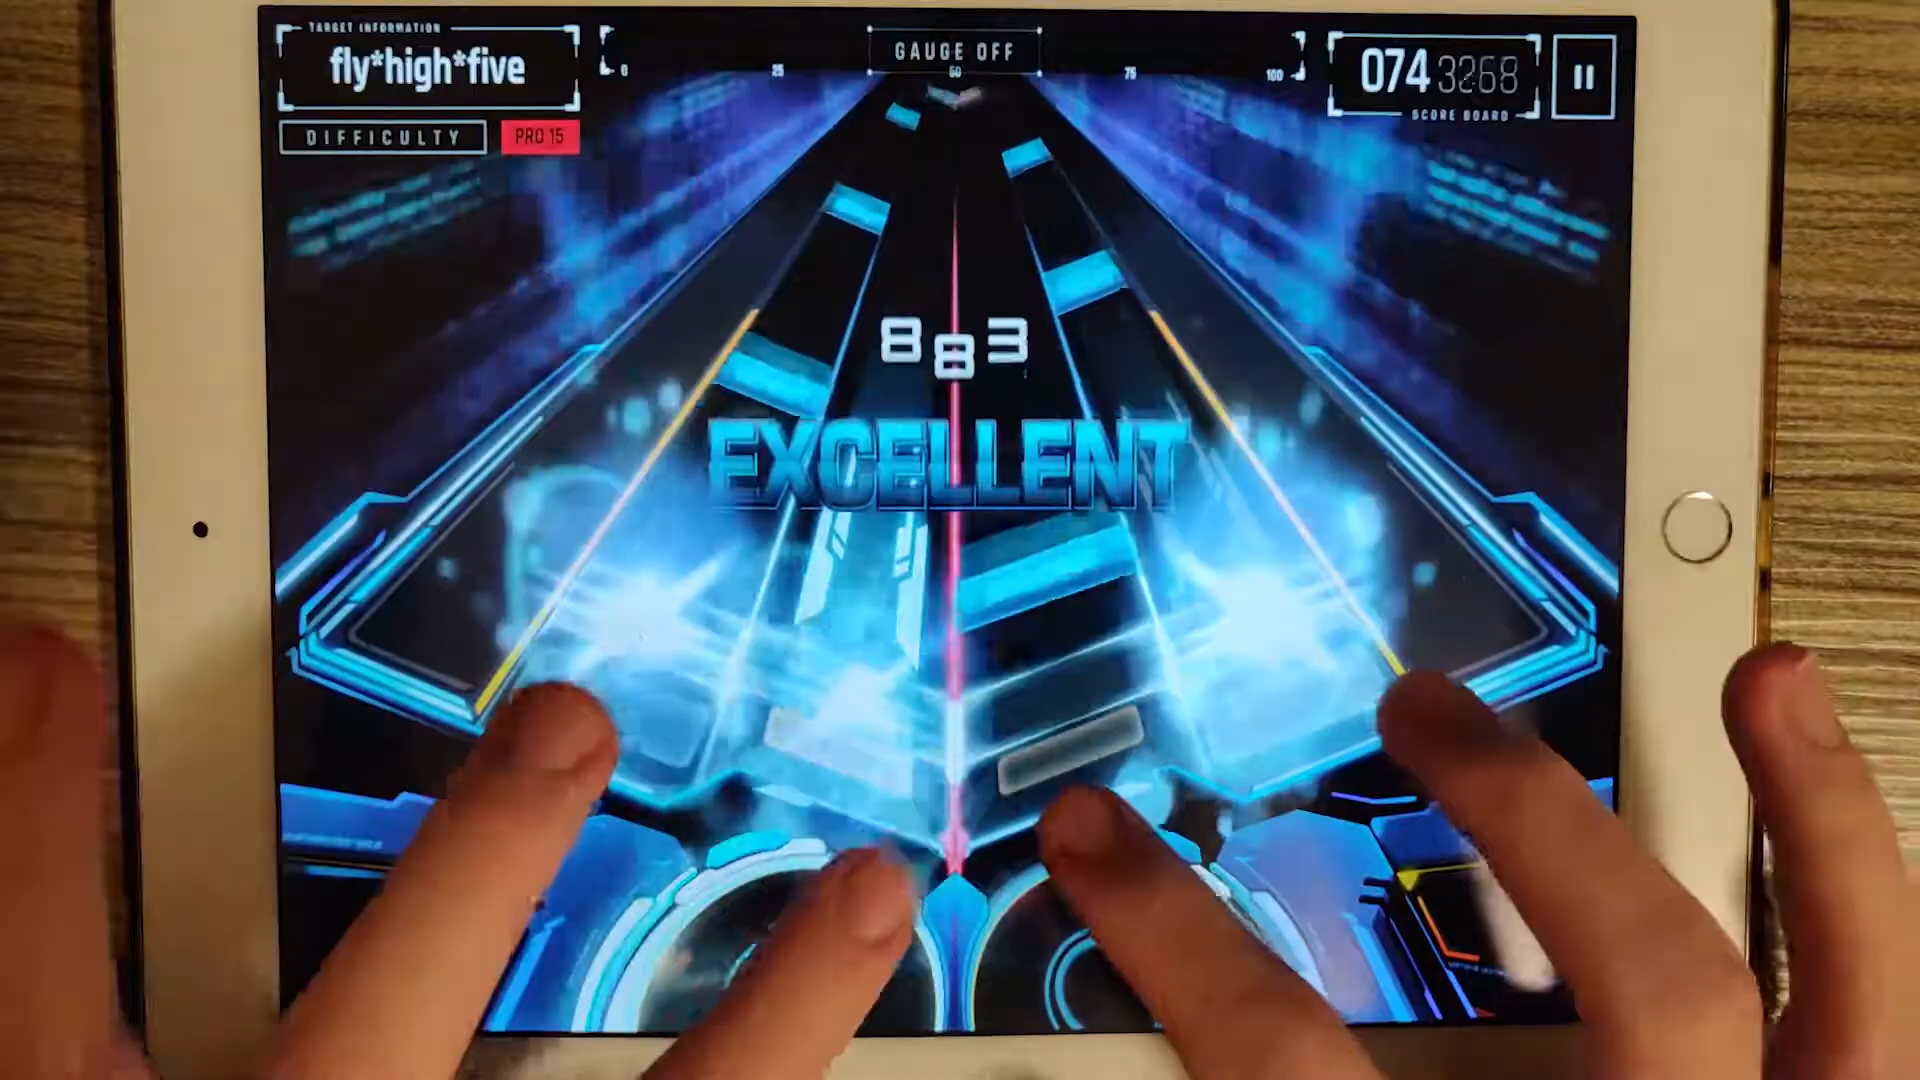 TARGET INFORMATION
fly*high*five
DIFFICULTY
PRO 15
0
25
GAUGE OFF
50
75
100
0743268
SCORE BOARD
883
EXCELLENT